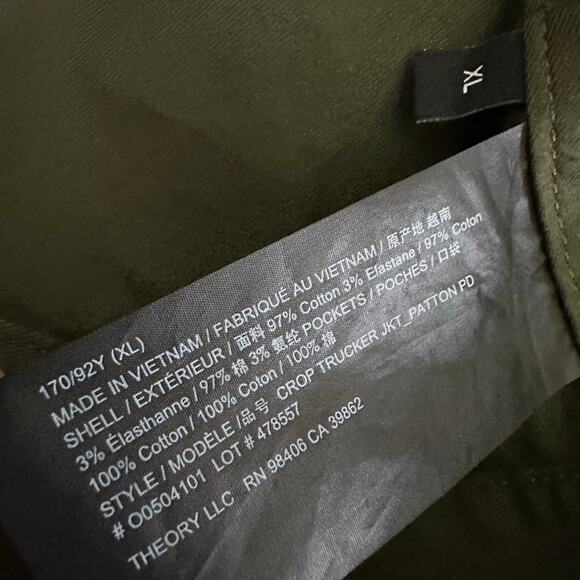 XL
170/92Y (XL)
MADE IN VIETNAM / FABRIQUÉ AU VIETNAM / 原产地 越南
SHELL / EXTÉRIEUR / 面料 97% Cotton 3% Elastane / 97% Coton
3% Élasthanne / 97% 棉 3% 氨纶 POCKETS / POCHES / 口袋
100% Cotton / 100% Coton / 100% 棉
STYLE / MODÈLE / 品号 CROP TRUCKER JKT_PATTON PD
# O0504101 LOT # 478557
THEORY LLC RN 98406 CA 39862